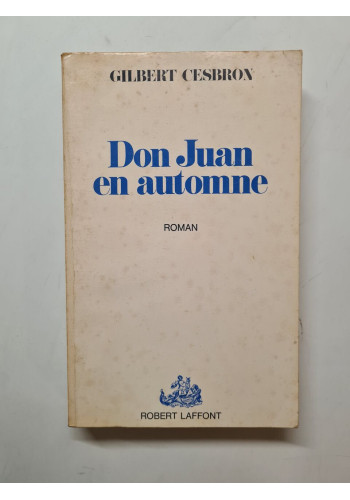 GILBERT CESBRON
Don Juan
en automne
ROMAN
ROBERT LAFFONT